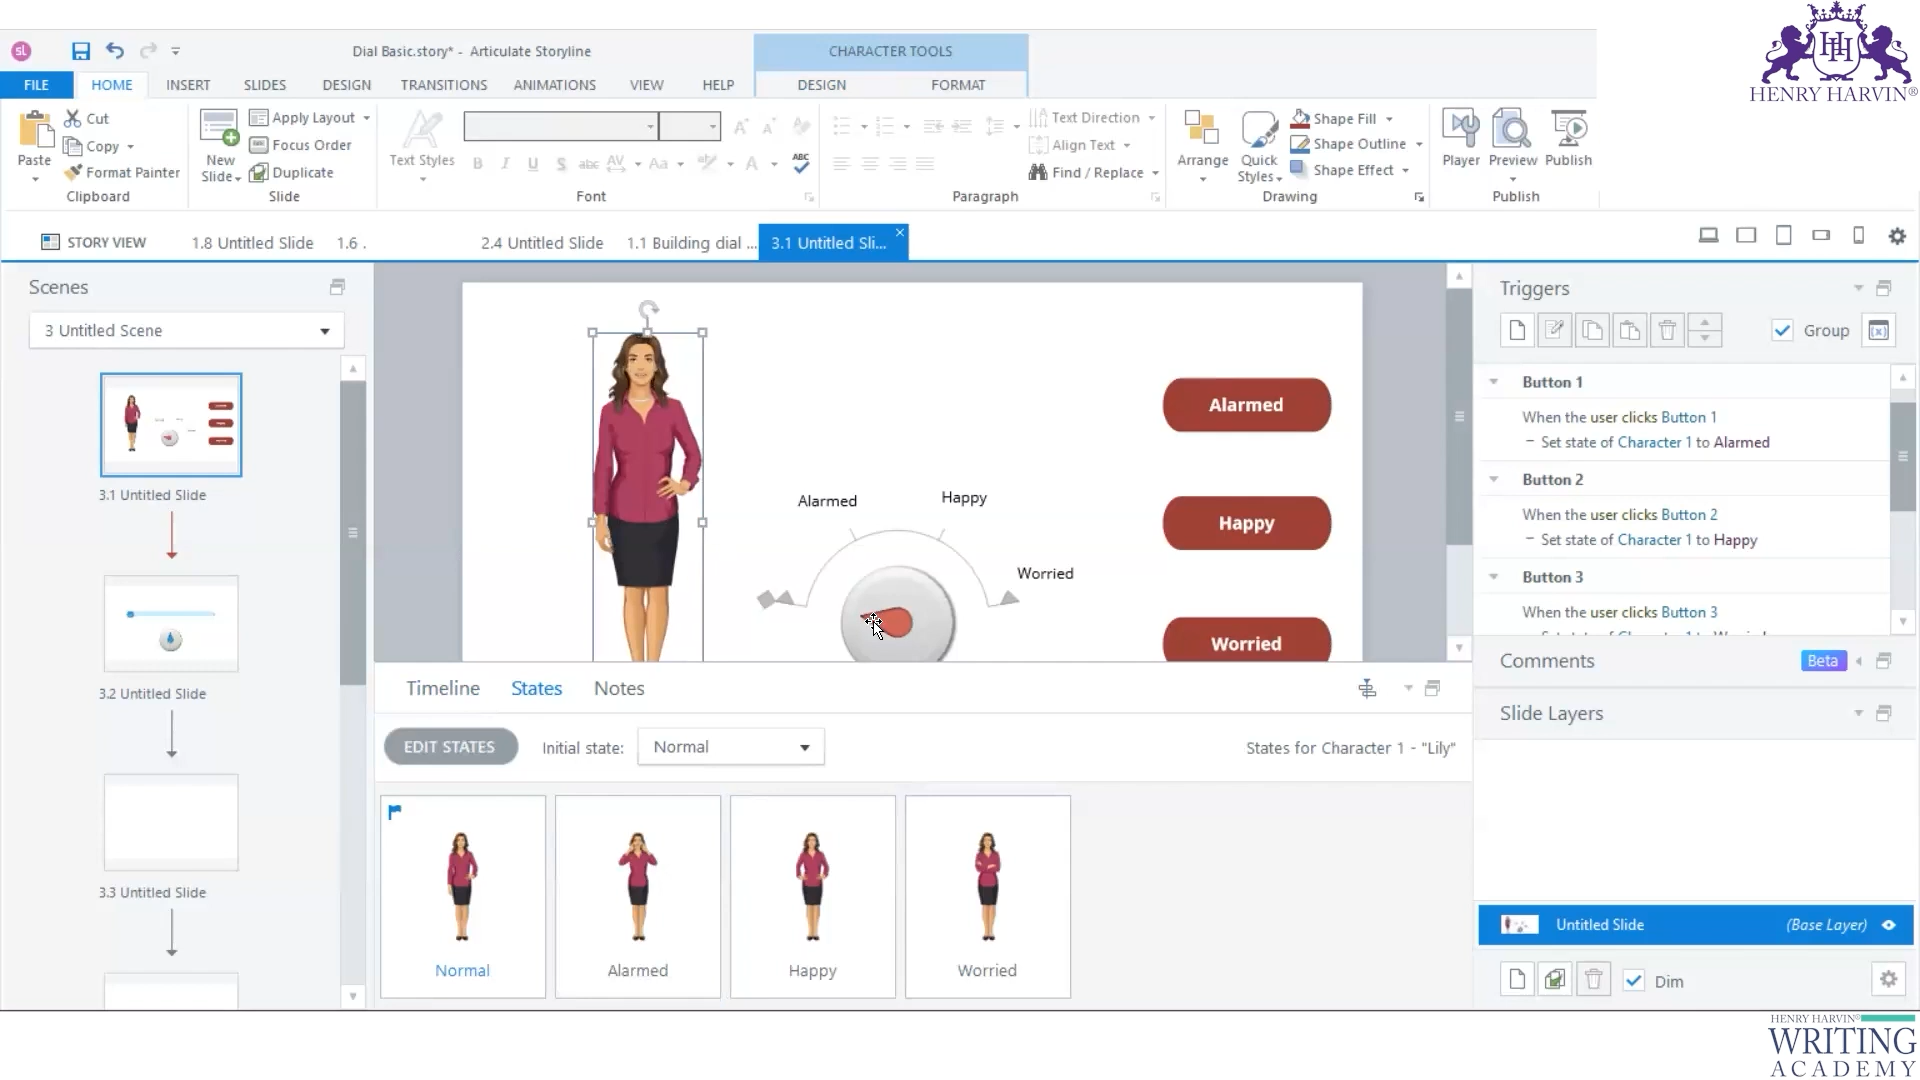 HENRY HARVIN®
sl
Dial Basic.story* - Articulate Storyline
CHARACTER TOOLS
FILE
HOME
INSERT
SLIDES
DESIGN
TRANSITIONS
ANIMATIONS
VIEW
HELP
DESIGN
FORMAT
Paste
Cut
Copy
Format Painter
Clipboard
New Slide
Apply Layout
Focus Order
Duplicate
Slide
Text Styles
B I U S abc AV Aa A ABC
Font
Text Direction
Align Text
Find / Replace
Paragraph
Arrange
Quick Styles
Shape Fill
Shape Outline
Shape Effect
Drawing
Player
Preview
Publish
Publish
STORY VIEW
1.8 Untitled Slide
1.6 .
2.4 Untitled Slide
1.1 Building dial ...
3.1 Untitled Sli...
Scenes
3 Untitled Scene
3.1 Untitled Slide
3.2 Untitled Slide
3.3 Untitled Slide
Alarmed
Happy
Worried
Alarmed
Happy
Worried
Timeline
States
Notes
EDIT STATES
Initial state:
Normal
States for Character 1 - "Lily"
Normal
Alarmed
Happy
Worried
Triggers
Group
Button 1
When the user clicks Button 1
- Set state of Character 1 to Alarmed
Button 2
When the user clicks Button 2
- Set state of Character 1 to Happy
Button 3
When the user clicks Button 3
Comments
Beta
Slide Layers
Untitled Slide
(Base Layer)
Dim
HENRY HARVIN®
WRITING
ACADEMY